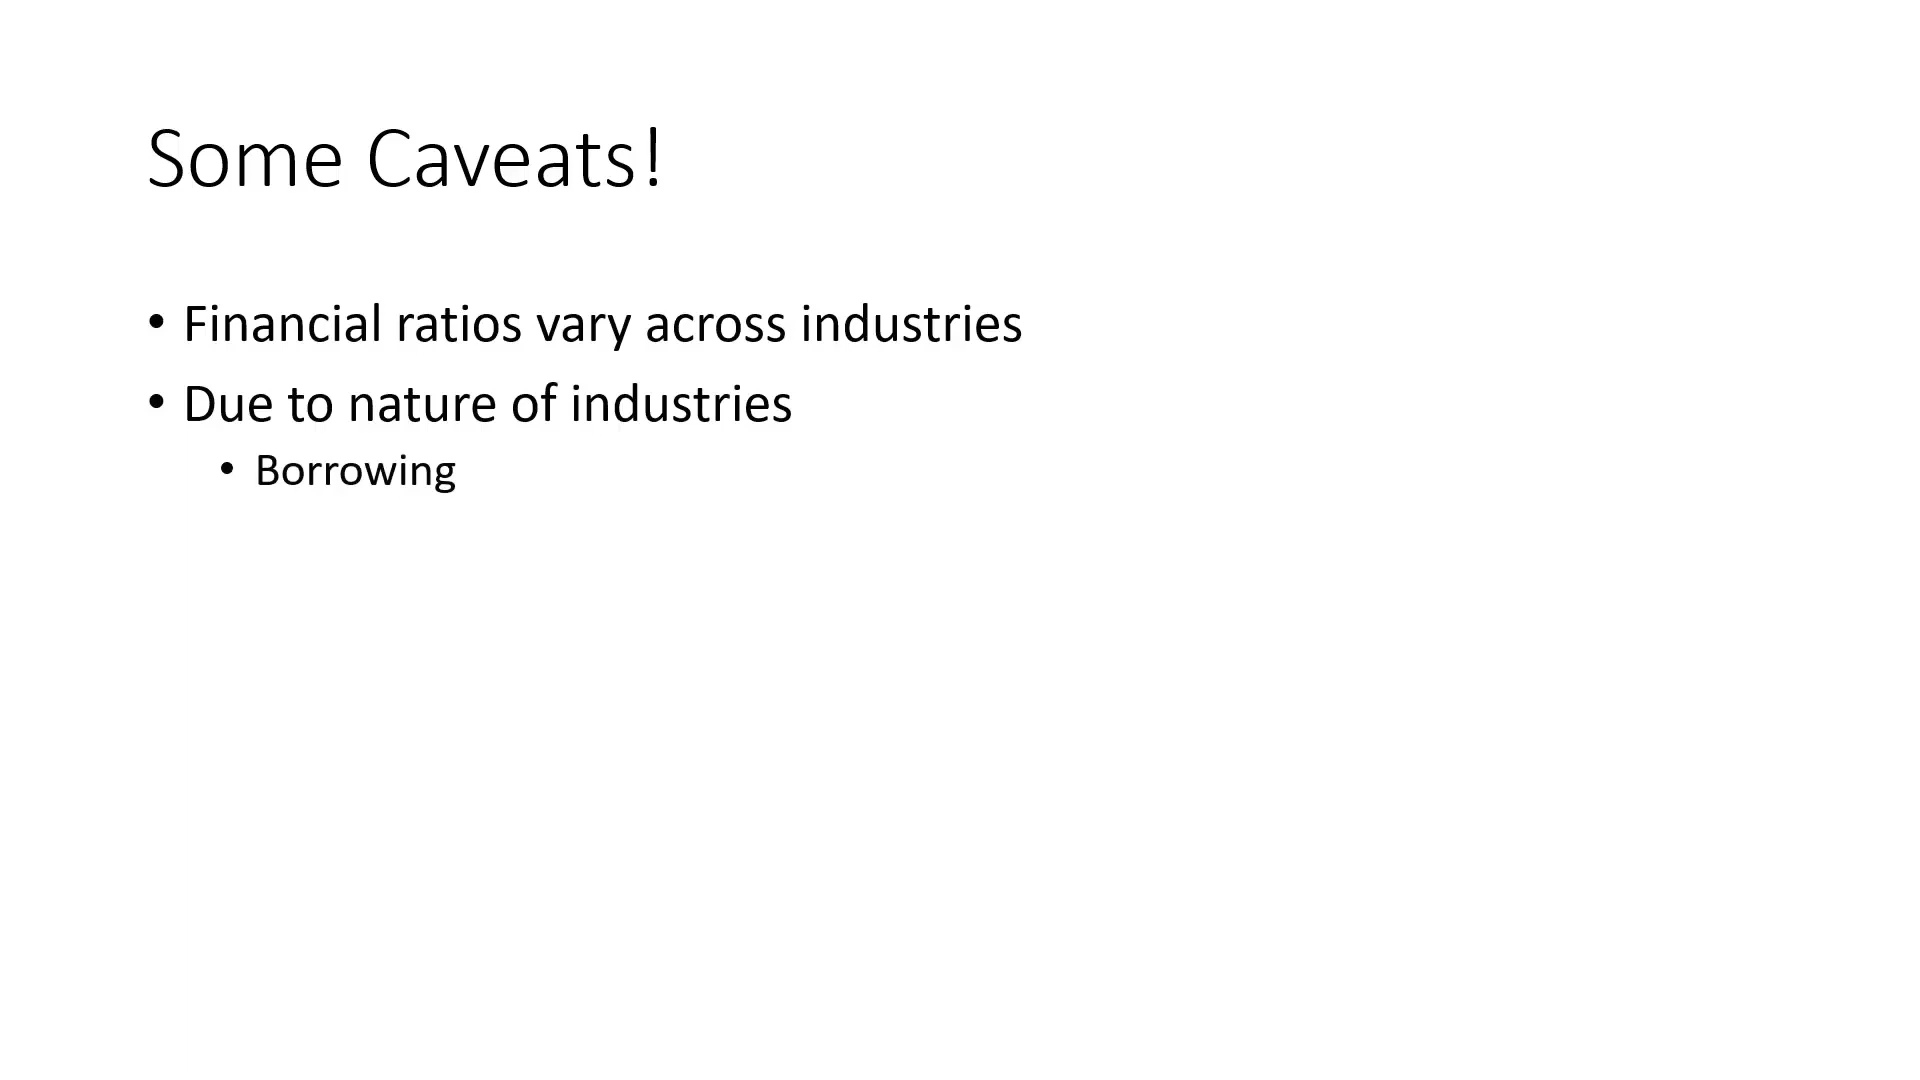 Some Caveats!
• Financial ratios vary across industries
• Due to nature of industries
• Borrowing